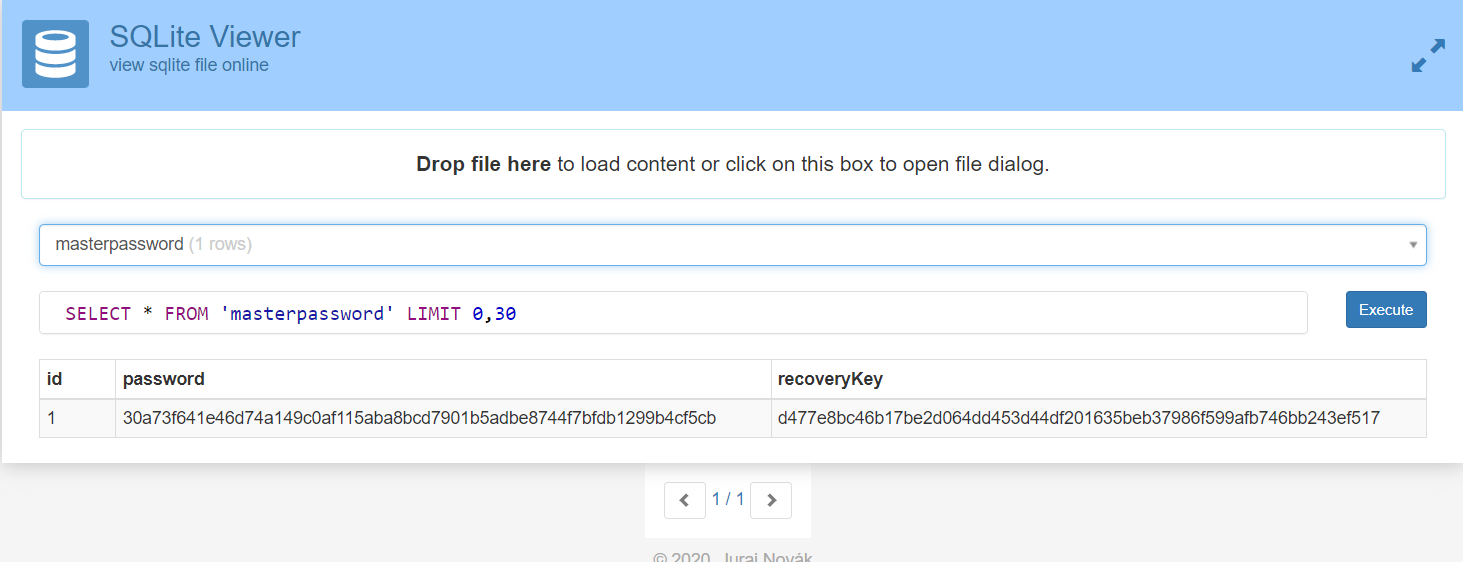 SQLite Viewer
view sqlite file online
Drop file here to load content or click on this box to open file dialog.
masterpassword (1 rows)
SELECT * FROM 'masterpassword' LIMIT 0,30
Execute
id password recoveryKey
1 30a73f641e46d74a149c0af115aba8bcd7901b5adbe8744f7bfdb1299b4cf5cb d477e8bc46b17be2d064dd453d44df201635beb37986f599afb746bb243ef517
1 / 1
© 2020 Juraj Novák